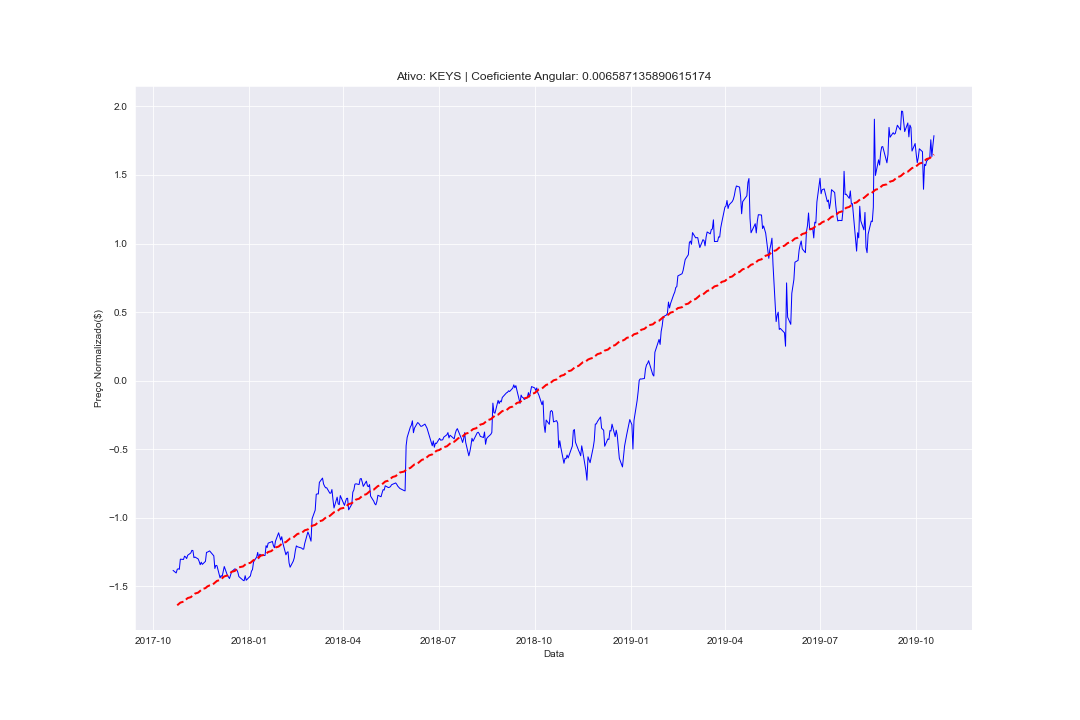 Ativo: KEYS | Coeficiente Angular: 0.006587135890615174
2.0
1.5
1.0
0.5
0.0
−0.5
−1.0
−1.5
Preço Normalizado($)
2017-10 2018-01 2018-04 2018-07 2018-10 2019-01 2019-04 2019-07 2019-10
Data